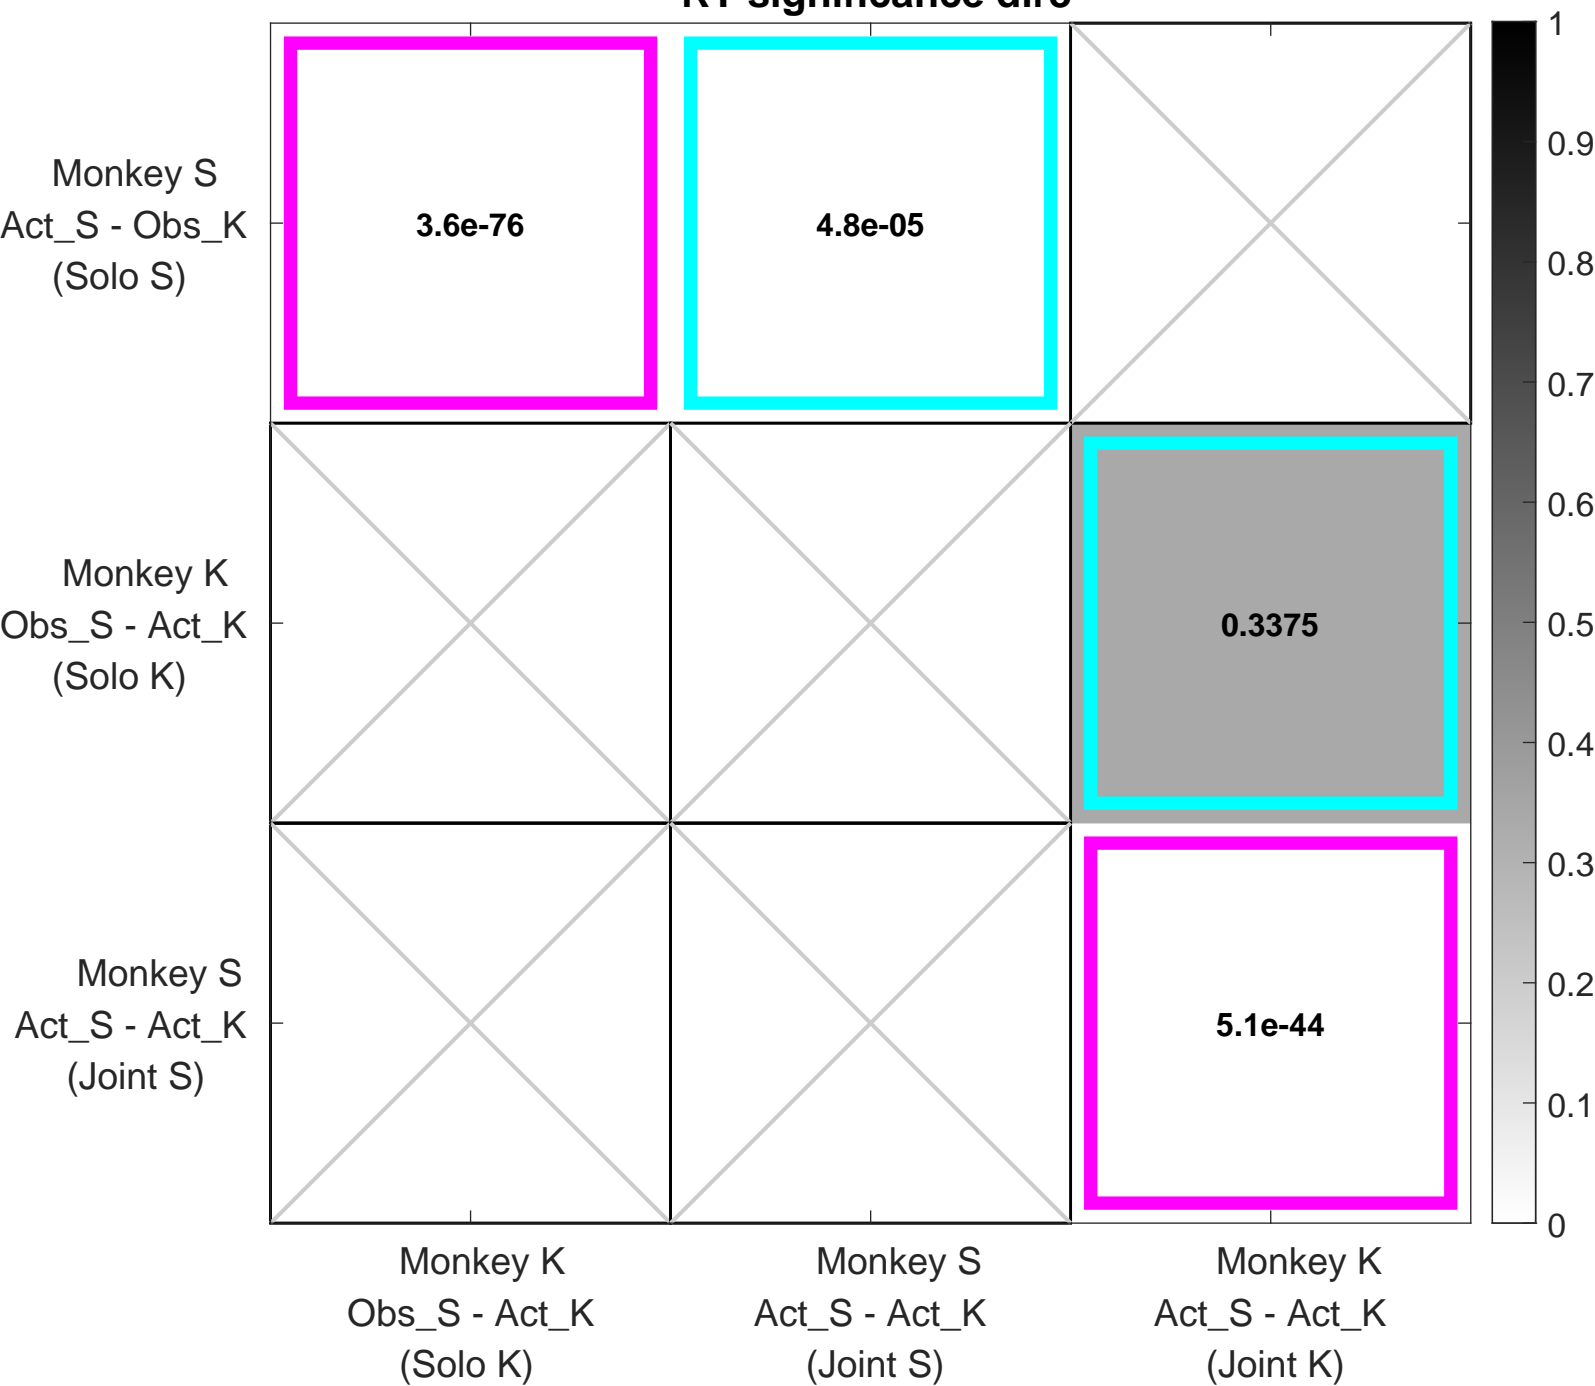 1
0.9
Monkey S
Act_S - Obs_K
(Solo S)
3.6e-76
4.8e-05
0.8
0.7
0.6
Monkey K
Obs_S - Act_K
(Solo K)
0.3375
0.5
0.4
0.3
Monkey S
Act_S - Act_K
(Joint S)
5.1e-44
0.2
0.1
0
Monkey K
Obs_S - Act_K
(Solo K)
Monkey S
Act_S - Act_K
(Joint S)
Monkey K
Act_S - Act_K
(Joint K)